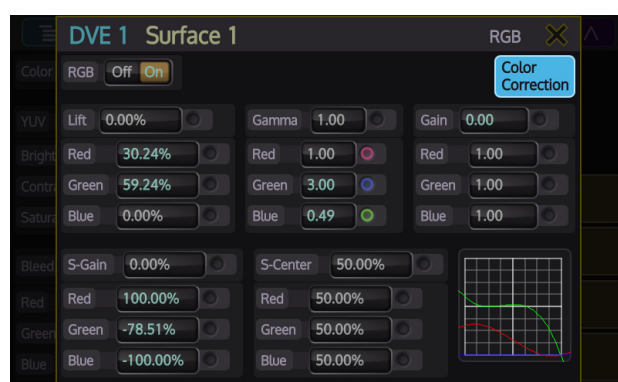 DVE 1 Surface 1 RGB
Color RGB Off On Color Correction
YUV Lift 0.00% Gamma 1.00 Gain 0.00
Bright Red 30.24% Red 1.00 Red 1.00
Contra Green 59.24% Green 3.00 Green 1.00
Satura Blue 0.00% Blue 0.49 Blue 1.00
Bleed S-Gain 0.00% S-Center 50.00%
Red Red 100.00% Red 50.00%
Green Green -78.51% Green 50.00%
Blue Blue -100.00% Blue 50.00%